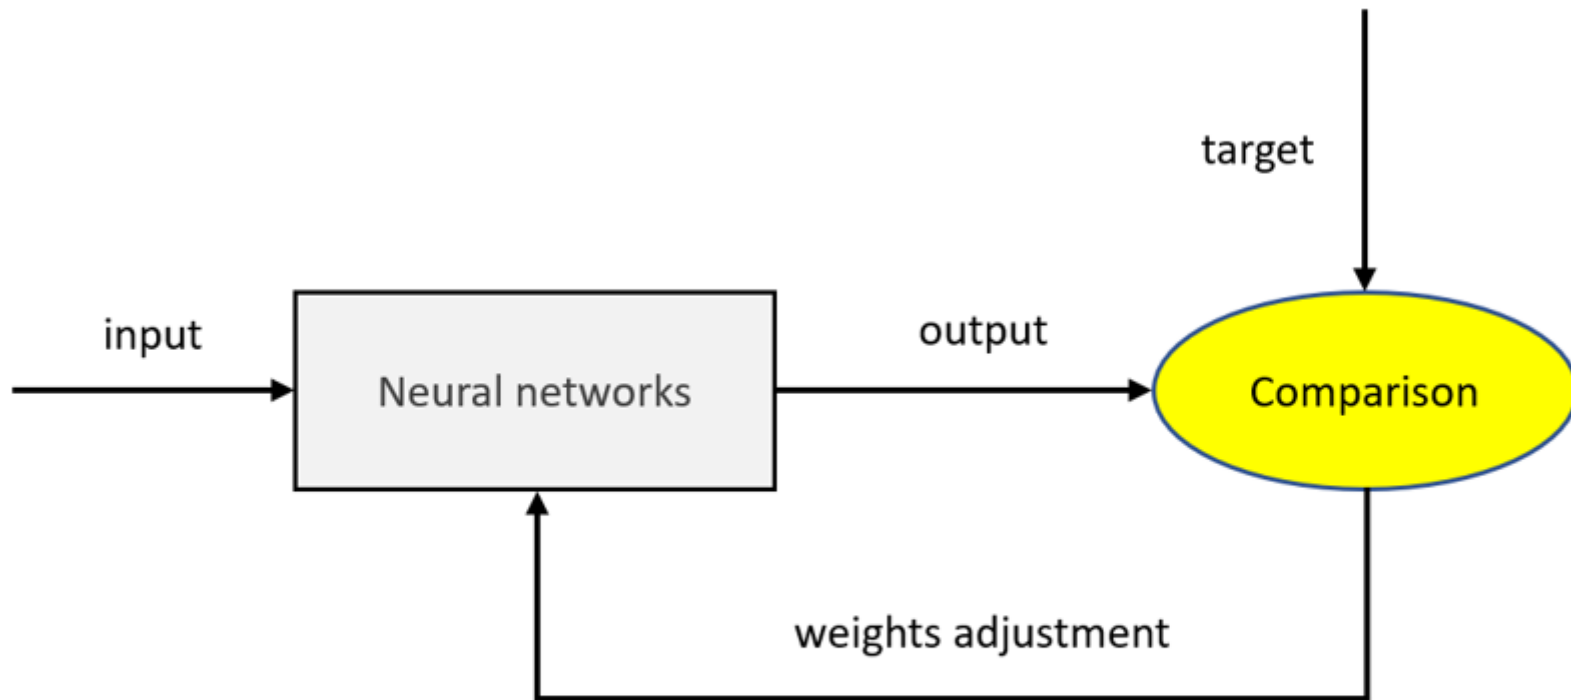 target
input
output
Neural networks
Comparison
weights adjustment